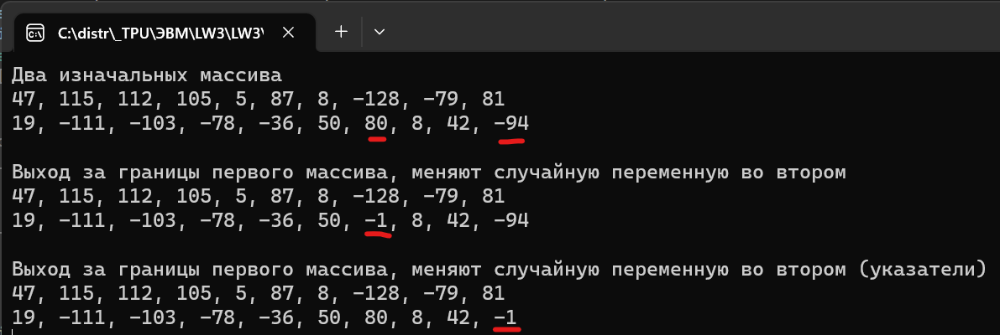 C:\distr\_TPU\ЭВМ\LW3\LW3\
Два изначальных массива
47, 115, 112, 105, 5, 87, 8, -128, -79, 81
19, -111, -103, -78, -36, 50, 80, 8, 42, -94
Выход за границы первого массива, меняют случайную переменную во втором
47, 115, 112, 105, 5, 87, 8, -128, -79, 81
19, -111, -103, -78, -36, 50, -1, 8, 42, -94
Выход за границы первого массива, меняют случайную переменную во втором (указатели)
47, 115, 112, 105, 5, 87, 8, -128, -79, 81
19, -111, -103, -78, -36, 50, 80, 8, 42, -1